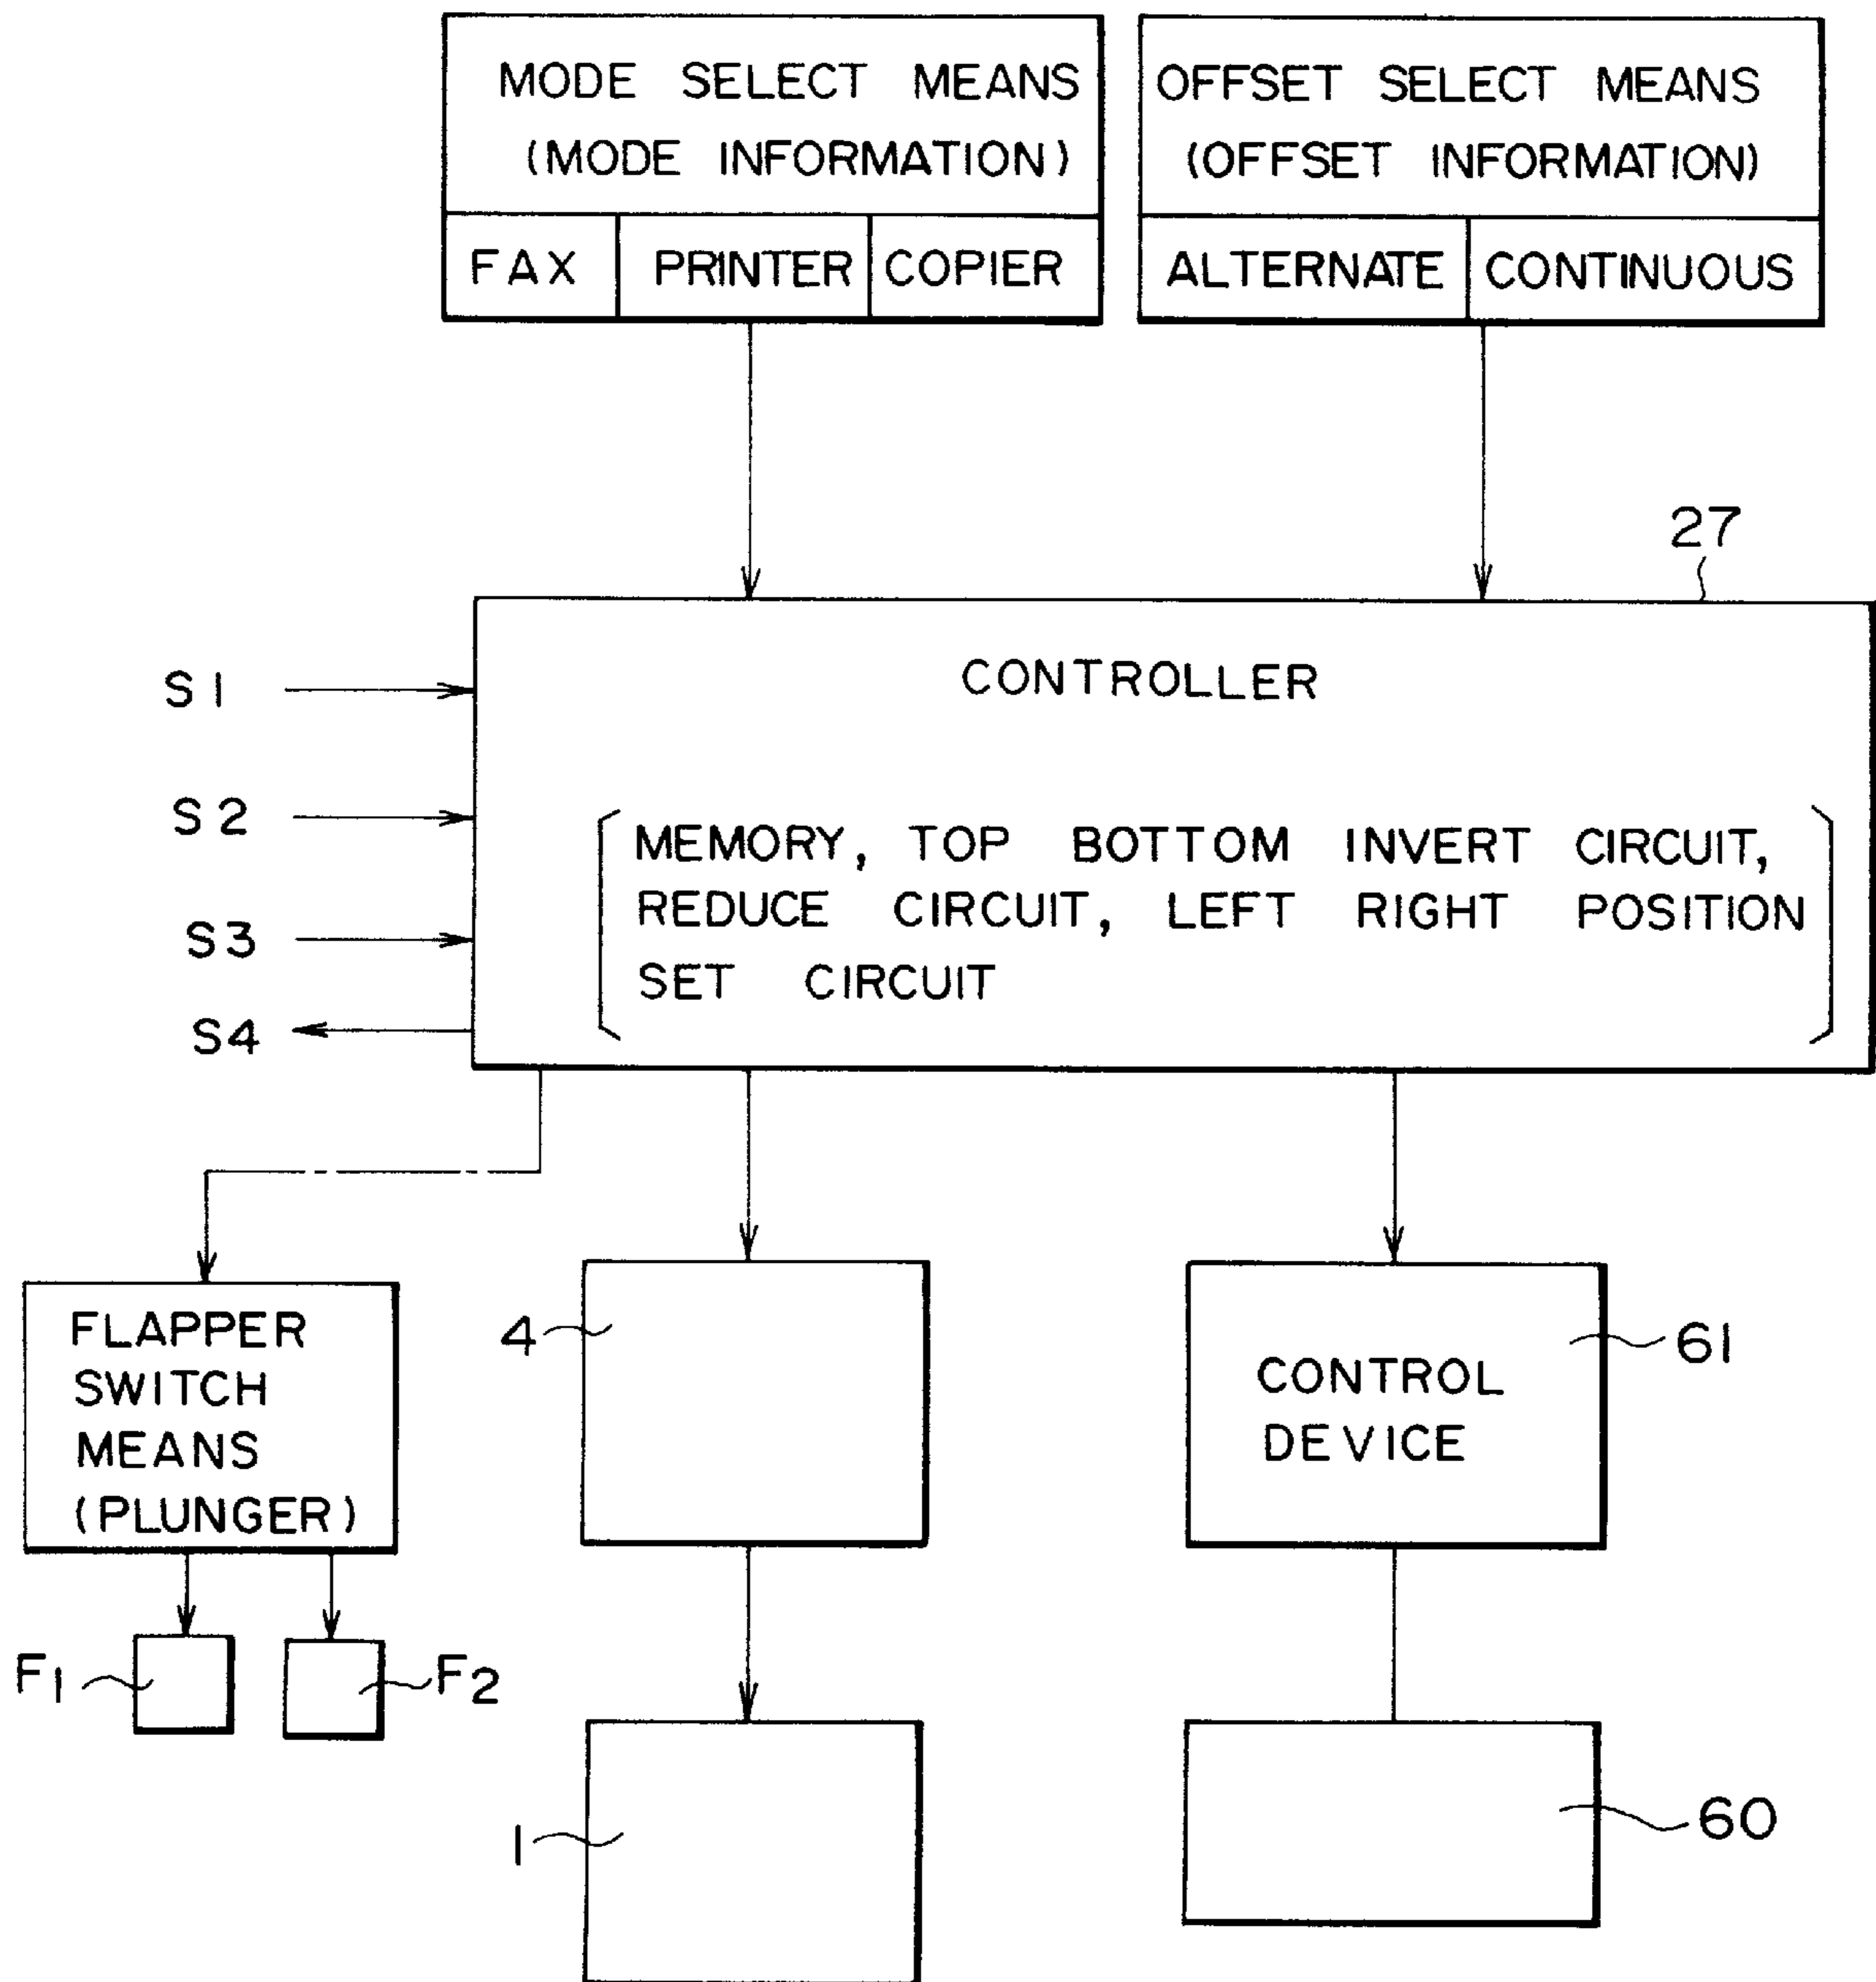 MODE SELECT MEANS
(MODE INFORMATION)
FAX PRINTER COPIER
OFFSET SELECT MEANS
(OFFSET INFORMATION)
ALTERNATE CONTINUOUS
27
CONTROLLER
S1
S2
S3
S4
MEMORY, TOP BOTTOM INVERT CIRCUIT,
REDUCE CIRCUIT, LEFT RIGHT POSITION
SET CIRCUIT
FLAPPER
SWITCH
MEANS
(PLUNGER)
4
CONTROL
DEVICE
61
F1
F2
1
60